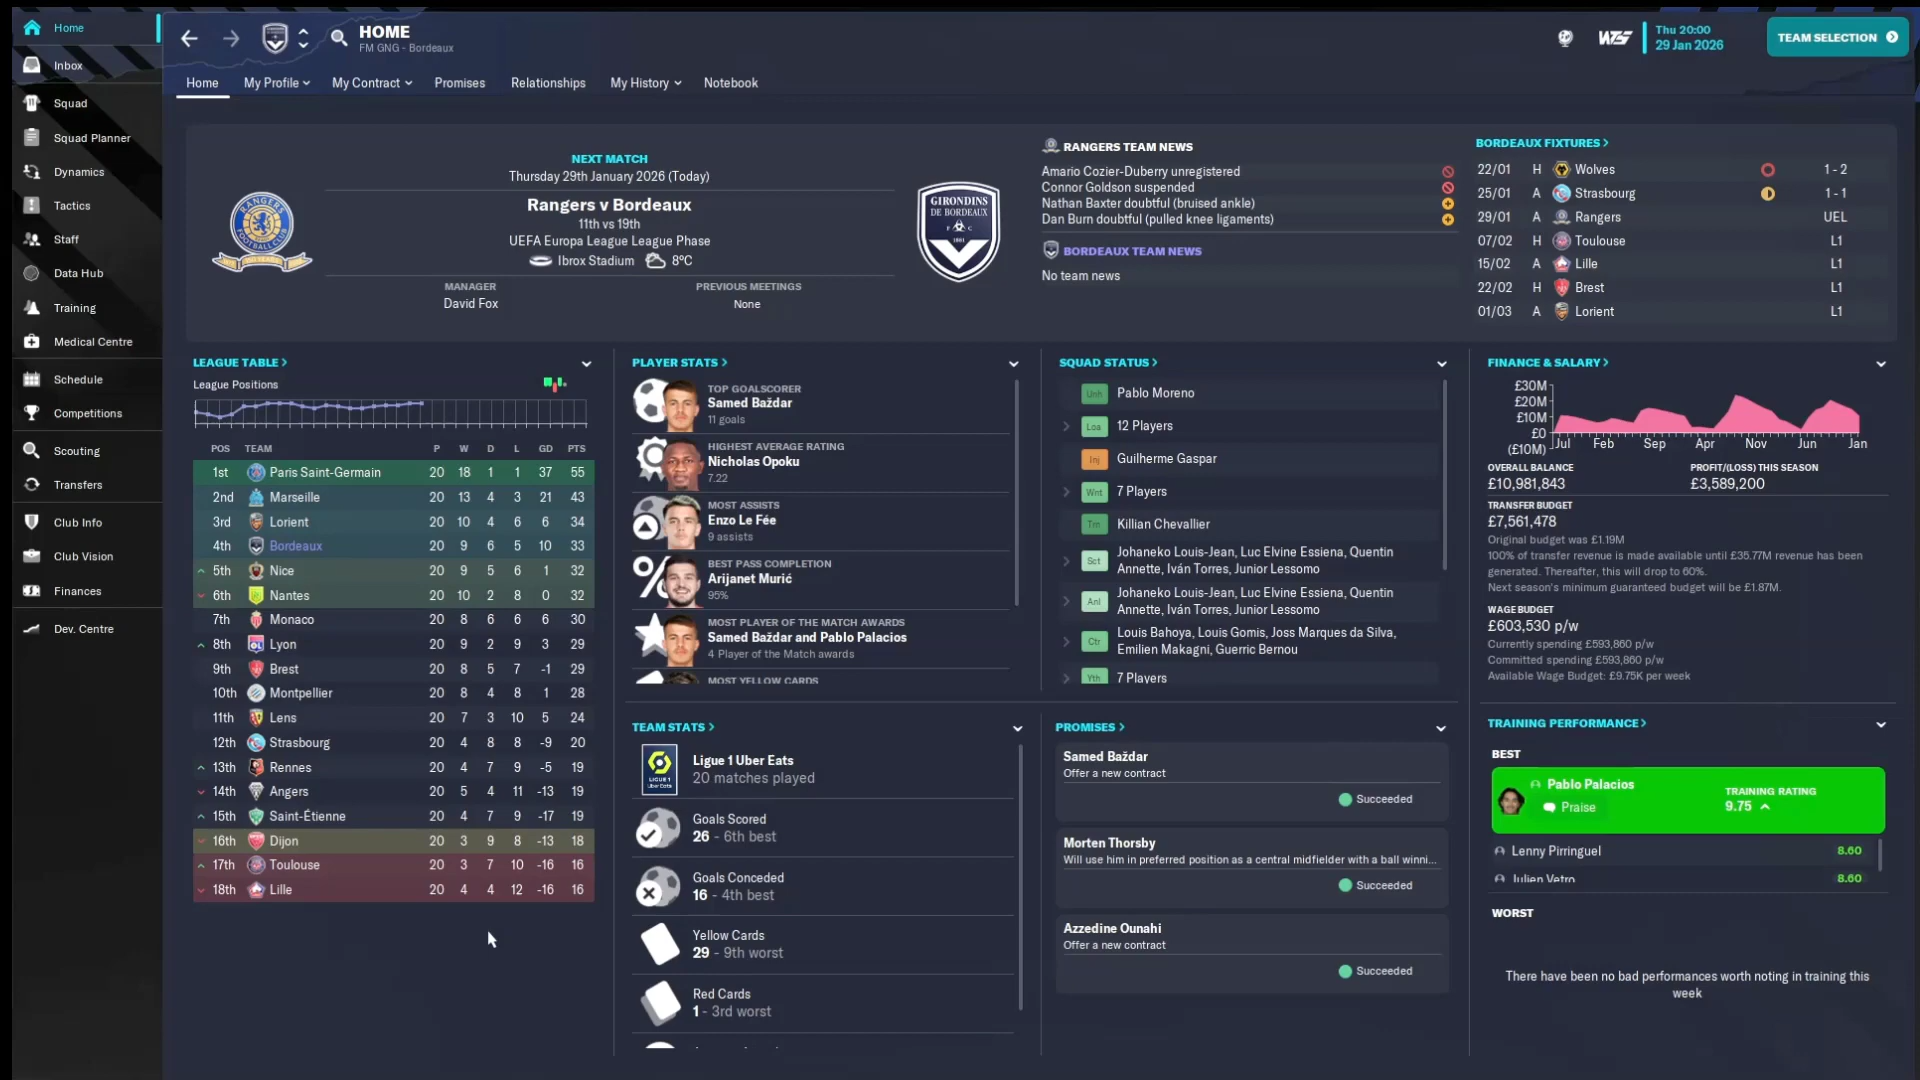 Home
Inbox
Squad
Squad Planner
Dynamics
Tactics
Staff
Data Hub
Training
Medical Centre
Schedule
Competitions
Scouting
Transfers
Club Info
Club Vision
Finances
Dev. Centre
HOME
FM GNG - Bordeaux
Thu 20:00
29 Jan 2026
TEAM SELECTION
Home My Profile My Contract Promises Relationships My History Notebook
NEXT MATCH
Thursday 29th January 2026 (Today)
Rangers v Bordeaux
11th vs 19th
UEFA Europa League League Phase
Ibrox Stadium 8°C
MANAGER
David Fox
PREVIOUS MEETINGS
None
GIRONDINS
DE BORDEAUX
RANGERS TEAM NEWS
Amario Cozier-Duberry unregistered
Connor Goldson suspended
Nathan Baxter doubtful (bruised ankle)
Dan Burn doubtful (pulled knee ligaments)
BORDEAUX TEAM NEWS
No team news
BORDEAUX FIXTURES >
22/01 H Wolves 1 - 2
25/01 A Strasbourg 1 - 1
29/01 A Rangers UEL
07/02 H Toulouse L1
15/02 A Lille L1
22/02 H Brest L1
01/03 A Lorient L1
LEAGUE TABLE >
League Positions
POS TEAM P W D L GD PTS
1st Paris Saint-Germain 20 18 1 1 37 55
2nd Marseille 20 13 4 3 21 43
3rd Lorient 20 10 4 6 6 34
4th Bordeaux 20 9 6 5 10 33
5th Nice 20 9 5 6 1 32
6th Nantes 20 10 2 8 0 32
7th Monaco 20 8 6 6 6 30
8th Lyon 20 9 2 9 3 29
9th Brest 20 8 5 7 -1 29
10th Montpellier 20 8 4 8 1 28
11th Lens 20 7 3 10 5 24
12th Strasbourg 20 4 8 8 -9 20
13th Rennes 20 4 7 9 -5 19
14th Angers 20 5 4 11 -13 19
15th Saint-Étienne 20 4 7 9 -17 19
16th Dijon 20 3 9 8 -13 18
17th Toulouse 20 3 7 10 -16 16
18th Lille 20 4 4 12 -16 16
PLAYER STATS >
TOP GOALSCORER
Samed Baždar
11 goals
HIGHEST AVERAGE RATING
Nicholas Opoku
7.22
MOST ASSISTS
Enzo Le Fée
9 assists
BEST PASS COMPLETION
Arijanet Murić
95%
MOST PLAYER OF THE MATCH AWARDS
Samed Baždar and Pablo Palacios
4 Player of the Match awards
MOST YELLOW CARDS
SQUAD STATUS >
Unh Pablo Moreno
Loa 12 Players
Inj Guilherme Gaspar
Wnt 7 Players
Trn Killian Chevallier
Sct Johaneko Louis-Jean, Luc Elvine Essiena, Quentin
Annette, Iván Torres, Junior Lessomo
Anl Johaneko Louis-Jean, Luc Elvine Essiena, Quentin
Annette, Iván Torres, Junior Lessomo
Ctr Louis Bahoya, Louis Gomis, Joss Marques da Silva,
Emilien Makagni, Guerric Bernou
Yth 7 Players
FINANCE & SALARY >
£30M
£20M
£10M
£0
(£10M)
Jul Feb Sep Apr Nov Jun Jan
OVERALL BALANCE
£10,981,843
PROFIT/(LOSS) THIS SEASON
£3,589,200
TRANSFER BUDGET
£7,561,478
Original budget was £1.19M
100% of transfer revenue is made available until £35.77M revenue has been
generated. Thereafter, this will drop to 60%.
Next season's minimum guaranteed budget will be £1.87M.
WAGE BUDGET
£603,530 p/w
Currently spending £593,860 p/w
Committed spending £593,860 p/w
Available Wage Budget: £9.75K per week
TEAM STATS >
LIGUE 1
Uber Eats
Ligue 1 Uber Eats
20 matches played
Goals Scored
26 - 6th best
Goals Conceded
16 - 4th best
Yellow Cards
29 - 9th worst
Red Cards
1 - 3rd worst
PROMISES >
Samed Baždar
Offer a new contract
Succeeded
Morten Thorsby
Will use him in preferred position as a central midfielder with a ball winni...
Succeeded
Azzedine Ounahi
Offer a new contract
Succeeded
TRAINING PERFORMANCE >
BEST
Pablo Palacios
Praise
TRAINING RATING
9.75
Lenny Pirringuel 8.60
Julien Vetro 8.60
WORST
There have been no bad performances worth noting in training this
week